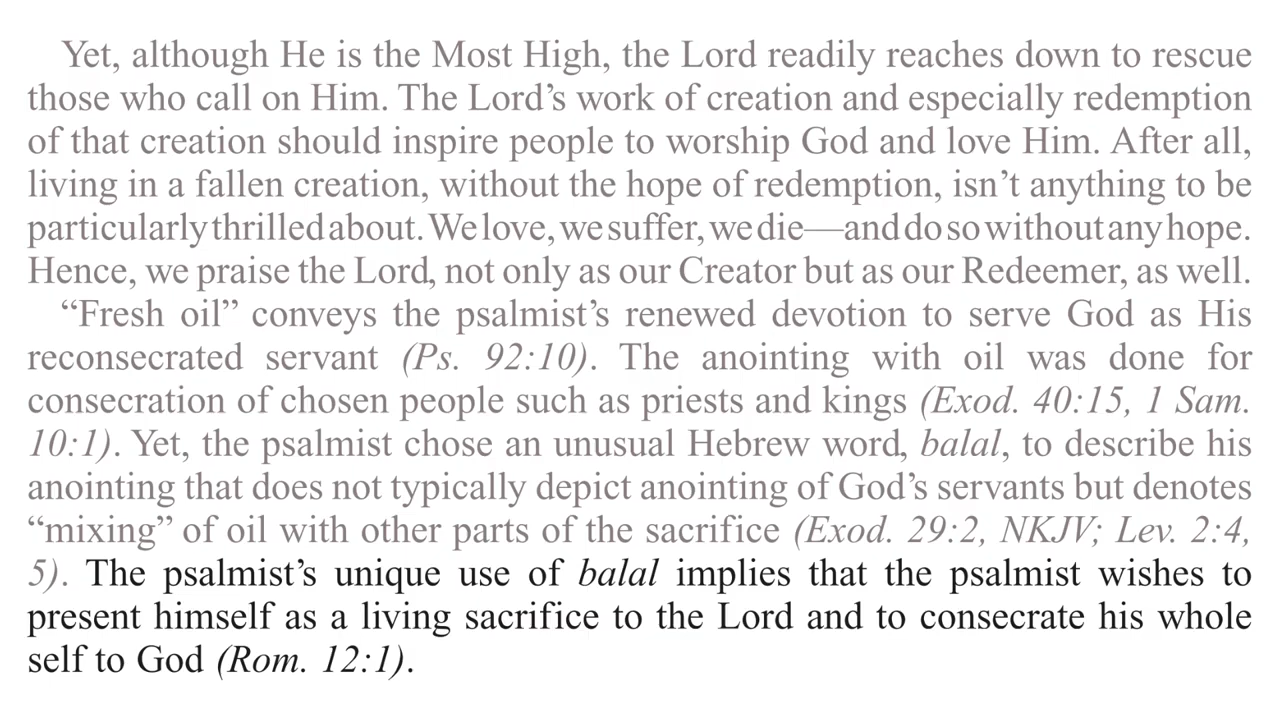 Yet, although He is the Most High, the Lord readily reaches down to rescue
those who call on Him. The Lord’s work of creation and especially redemption
of that creation should inspire people to worship God and love Him. After all,
living in a fallen creation, without the hope of redemption, isn’t anything to be
particularly thrilled about. We love, we suffer, we die—and do so without any hope.
Hence, we praise the Lord, not only as our Creator but as our Redeemer, as well.
“Fresh oil” conveys the psalmist’s renewed devotion to serve God as His
reconsecrated servant (Ps. 92:10). The anointing with oil was done for
consecration of chosen people such as priests and kings (Exod. 40:15, 1 Sam.
10:1). Yet, the psalmist chose an unusual Hebrew word, balal, to describe his
anointing that does not typically depict anointing of God’s servants but denotes
“mixing” of oil with other parts of the sacrifice (Exod. 29:2, NKJV; Lev. 2:4,
5). The psalmist’s unique use of balal implies that the psalmist wishes to
present himself as a living sacrifice to the Lord and to consecrate his whole
self to God (Rom. 12:1).